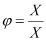 φ = X/X